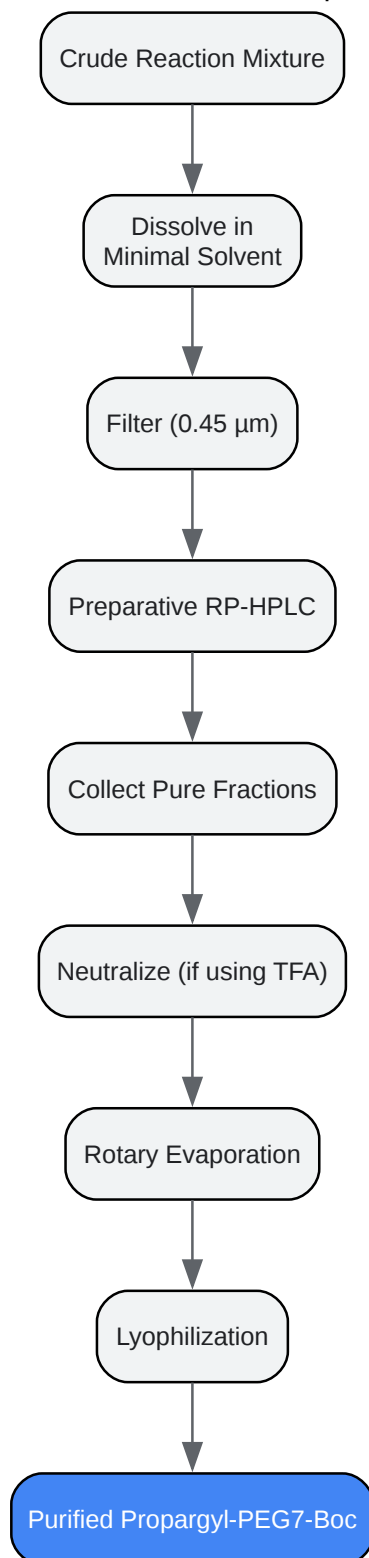 Crude Reaction Mixture
Dissolve in
Minimal Solvent
Filter (0.45 µm)
Preparative RP-HPLC
Collect Pure Fractions
Neutralize (if using TFA)
Rotary Evaporation
Lyophilization
Purified Propargyl-PEG7-Boc